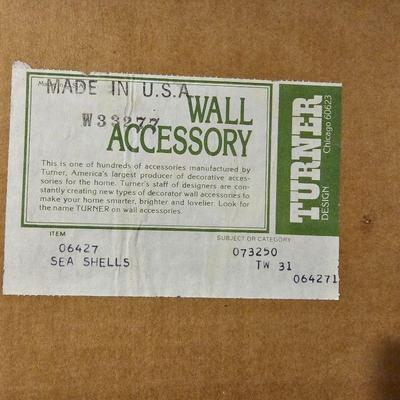 MADE IN U.S.A
W33277
WALL
ACCESSORY
This is one of hundreds of accessories manufactured by
Turner, America's largest producer of decorative acces-
sories for the home. Turner's staff of designers are con-
stantly creating new types of decorator wall accessories to
make your home smarter, brighter and lovelier. Look for
the name TURNER on wall accessories.
TURNER
DESIGN Chicago 60623
ITEM
SUBJECT OR CATEGORY
06427
073250
SEA SHELLS
TW 31
064271